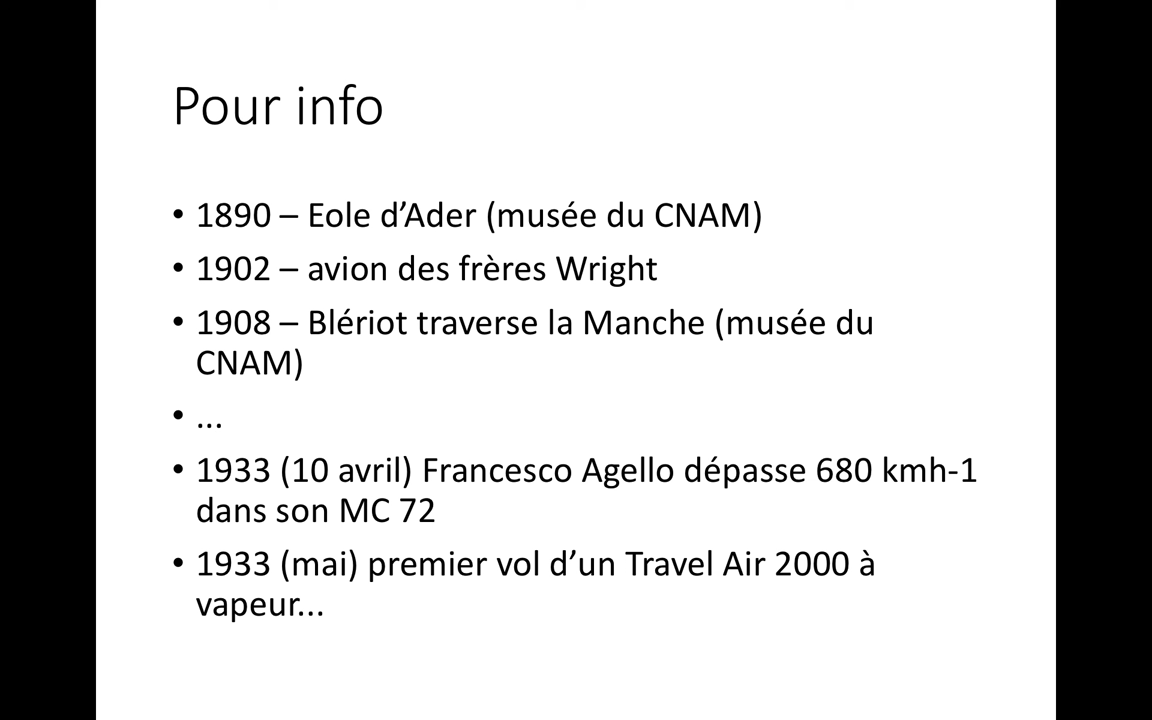 Pour info
• 1890 – Eole d’Ader (musée du CNAM)
• 1902 – avion des frères Wright
• 1908 – Blériot traverse la Manche (musée du
CNAM)
• ...
• 1933 (10 avril) Francesco Agello dépasse 680 kmh-1
dans son MC 72
• 1933 (mai) premier vol d’un Travel Air 2000 à
vapeur...